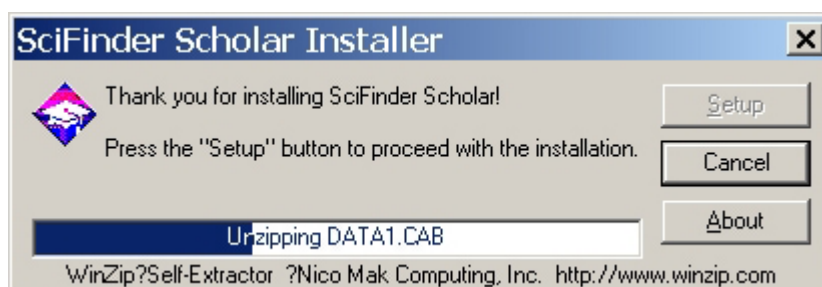 SciFinder Scholar Installer
Thank you for installing SciFinder Scholar!
Setup
Press the "Setup" button to proceed with the installation.
Cancel
About
Unzipping DATA1.CAB
WinZip?Self-Extractor ?Nico Mak Computing, Inc. http://www.winzip.com